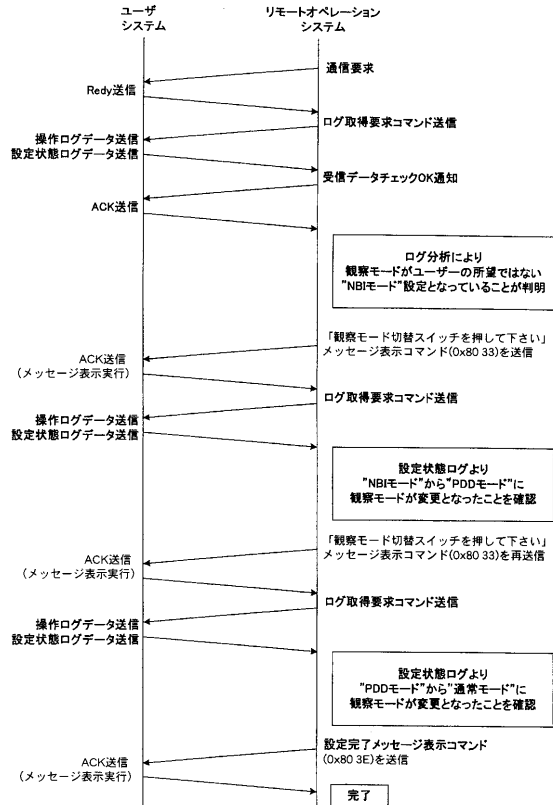 ユーザ
システム
リモートオペレーション
システム
通信要求
Redy送信
ログ取得要求コマンド送信
操作ログデータ送信
設定状態ログデータ送信
受信データチェックOK通知
ACK送信
ログ分析により
観察モードがユーザーの所望ではない
"NBIモード"設定となっていることが判明
「観察モード切替スイッチを押して下さい」
メッセージ表示コマンド(0x80 33)を送信
ACK送信
(メッセージ表示実行)
ログ取得要求コマンド送信
操作ログデータ送信
設定状態ログデータ送信
設定状態ログより
"NBIモード"から"PDDモード"に
観察モードが変更となったことを確認
「観察モード切替スイッチを押して下さい」
メッセージ表示コマンド(0x80 33)を再送信
ACK送信
(メッセージ表示実行)
ログ取得要求コマンド送信
操作ログデータ送信
設定状態ログデータ送信
設定状態ログより
"PDDモード"から"通常モード"に
観察モードが変更となったことを確認
設定完了メッセージ表示コマンド
(0x80 3E)を送信
ACK送信
(メッセージ表示実行)
完了